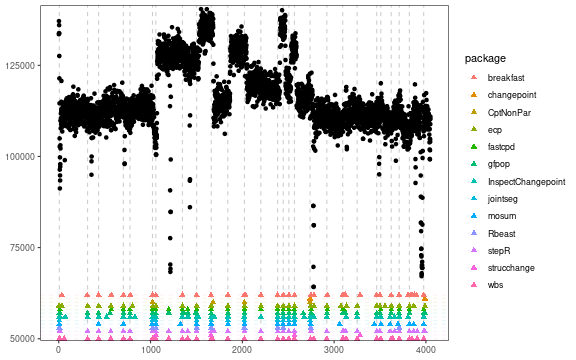 125000
100000
75000
50000
0
1000
2000
3000
4000
package
breakfast
changepoint
CptNonPar
ecp
fastcpd
gfpop
InspectChangepoint
jointseg
mosum
Rbeast
stepR
strucchange
wbs